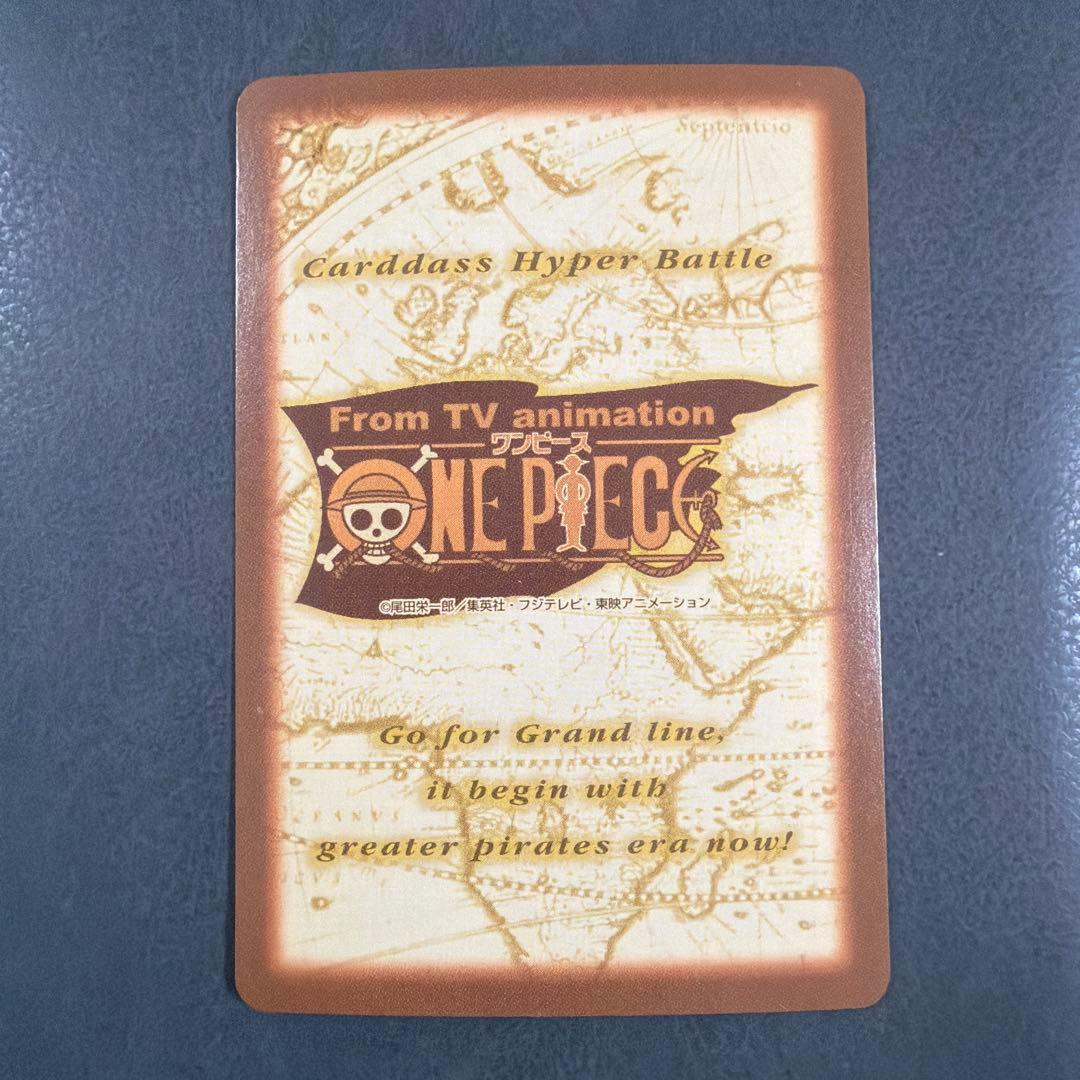 Septentrio
Carddass Hyper Battle
From TV animation
ワンピース
ONE PIECE
©尾田栄一郎／集英社・フジテレビ・東映アニメーション
Go for Grand line,
it begin with
greater pirates era now!